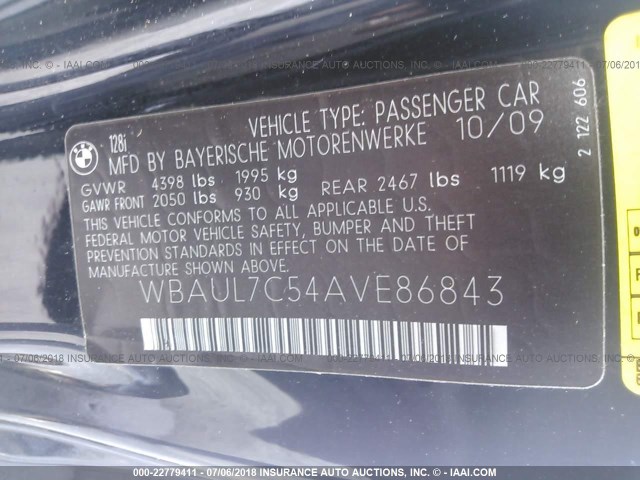 128i VEHICLE TYPE: PASSENGER CAR
MFD BY BAYERISCHE MOTORENWERKE 10/09
GVWR 4398 lbs 1995 kg
GAWR FRONT 2050 lbs 930 kg REAR 2467 lbs 1119 kg
THIS VEHICLE CONFORMS TO ALL APPLICABLE U.S.
FEDERAL MOTOR VEHICLE SAFETY, BUMPER AND THEFT
PREVENTION STANDARDS IN EFFECT ON THE DATE OF
MANUFACTURE SHOWN ABOVE.
WBAUL7C54AVE86843
2 122 606
000-22779411 - 07/06/2018 INSURANCE AUTO AUCTIONS, INC. - © IAAI.COM